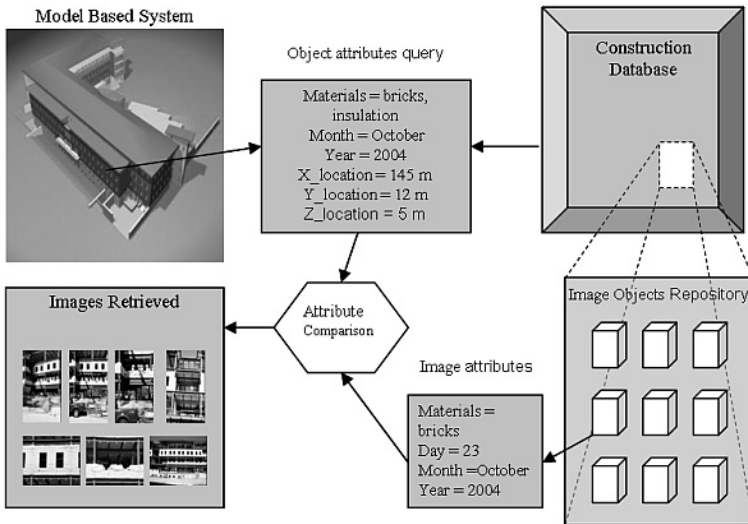 Model Based System
Object attributes query
Materials = bricks,
insulation
Month = October
Year = 2004
X_location = 145 m
Y_location = 12 m
Z_location = 5 m
Construction
Database
Images Retrieved
Attribute
Comparison
Image attributes
Materials =
bricks
Day = 23
Month =October
Year = 2004
Image Objects Repository